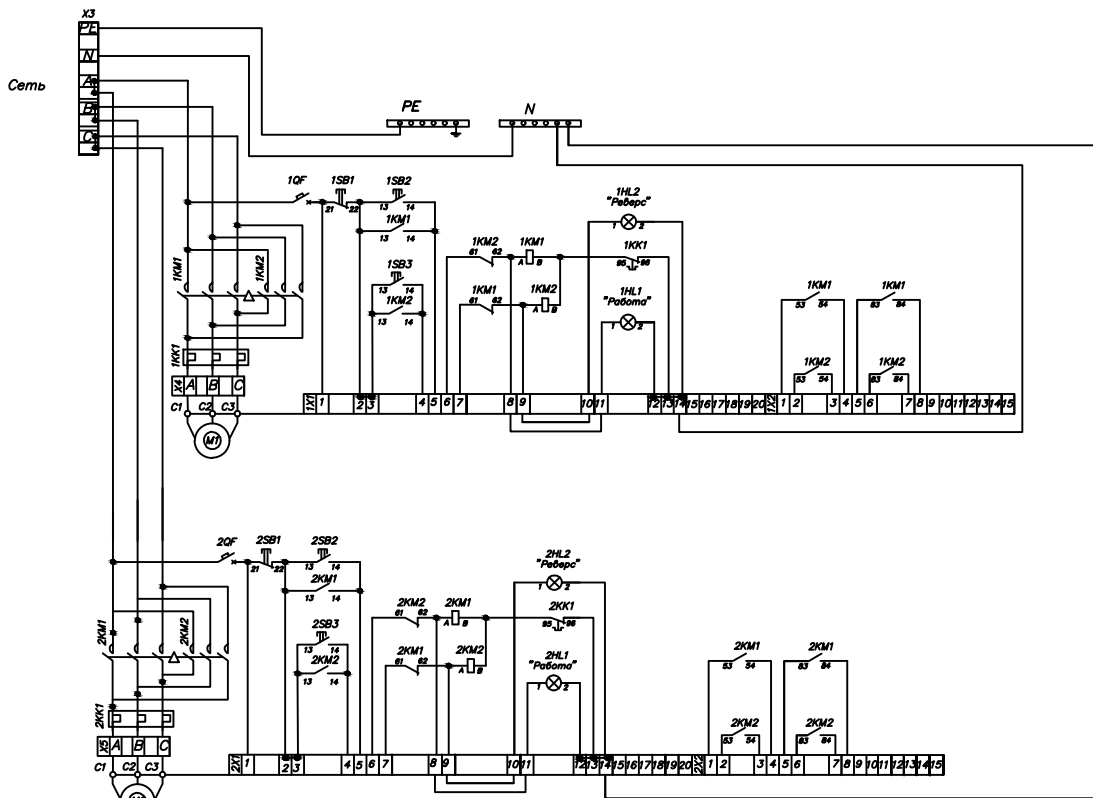 X3
PE
N
A
B
C
Сеть
PE
N
1QF
1SB1
21 22
1SB2
13 14
1KM1
13 14
1SB3
13 14
1KM2
13 14
1KM2
61 62
1KM1
A B
1KM1
61 62
1KM2
A B
1HL2
"Реверс"
1 2
1KK1
95 96
1HL1
"Работа"
1 2
1KM1
53 54
1KM1
83 84
1KM2
53 54
1KM2
83 84
1KM1
1KM2
1KK1
X4 A B C
C1 C2 C3
M1
1X1 1 2 3 4 5 6 7 8 9 10 11 12 13 14 15 16 17 18 19 20
1X2 1 2 3 4 5 6 7 8 9 10 11 12 13 14 15
2QF
2SB1
21 22
2SB2
13 14
2KM1
13 14
2SB3
13 14
2KM2
13 14
2KM2
61 62
2KM1
A B
2KM1
61 62
2KM2
A B
2HL2
"Реверс"
1 2
2KK1
95 96
2HL1
"Работа"
1 2
2KM1
53 54
2KM1
83 84
2KM2
53 54
2KM2
83 84
2KM1
2KM2
2KK1
X5 A B C
C1 C2 C3
2X1 1 2 3 4 5 6 7 8 9 10 11 12 13 14 15 16 17 18 19 20
2X2 1 2 3 4 5 6 7 8 9 10 11 12 13 14 15